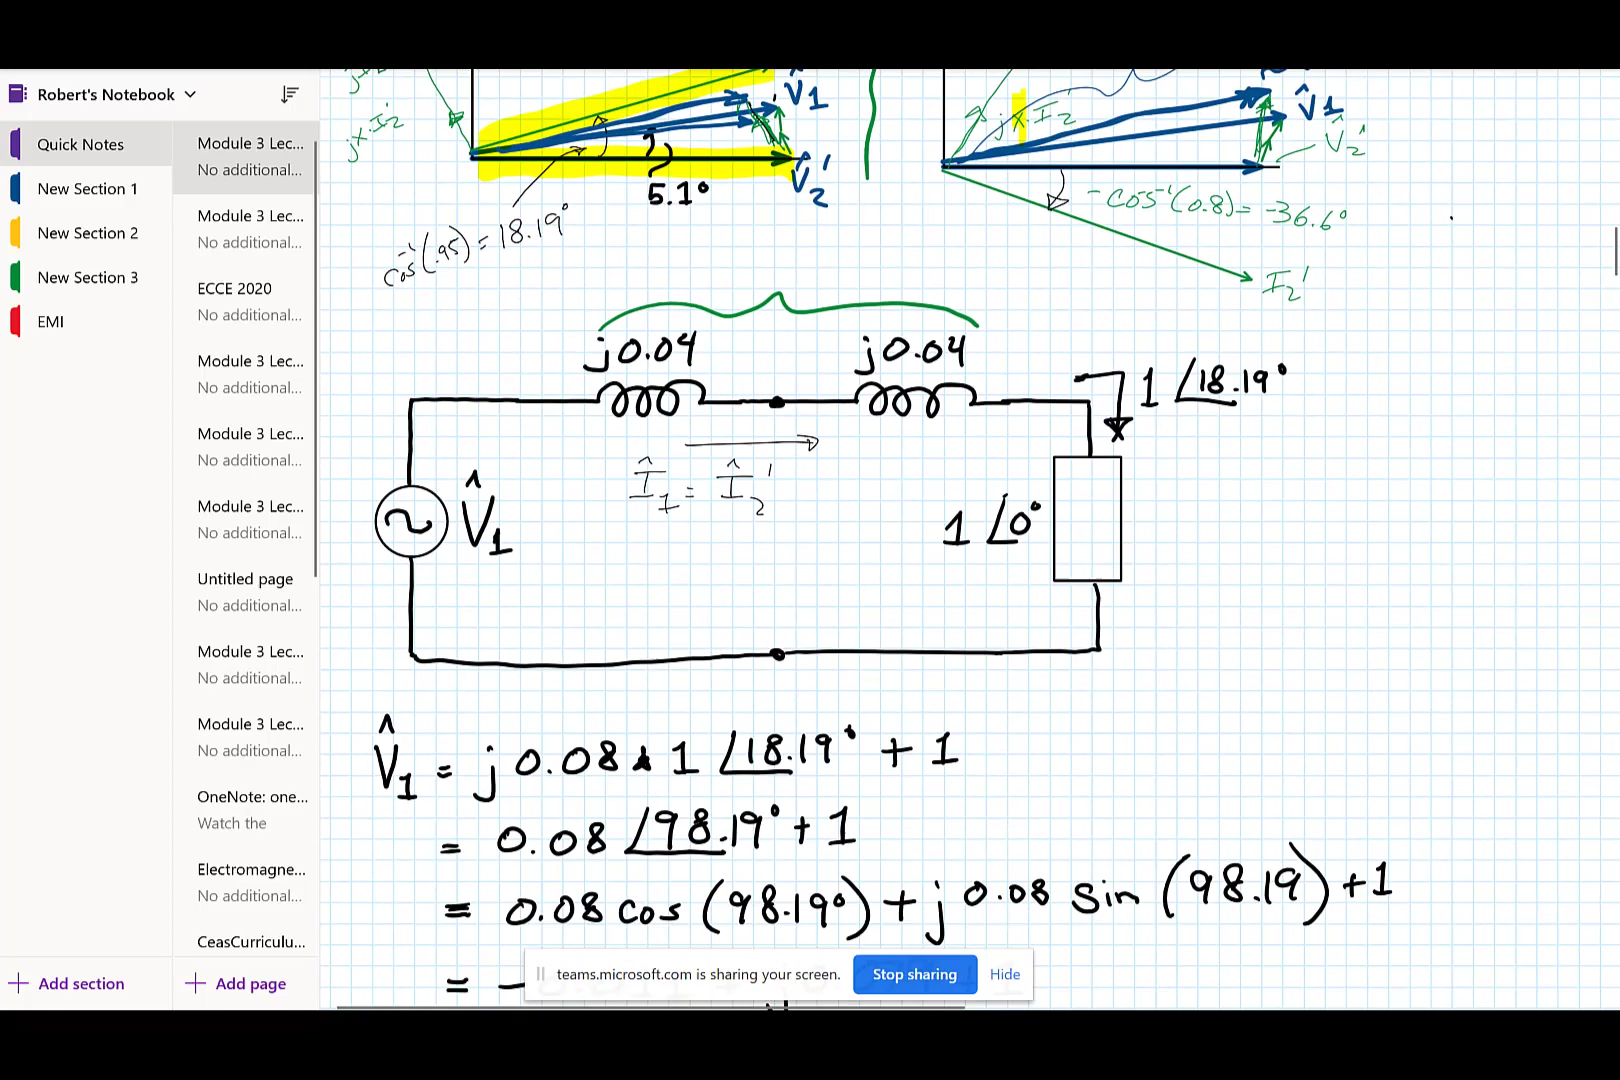 Robert's Notebook
Quick Notes
New Section 1
New Section 2
New Section 3
EMI
Add section
Module 3 Lec...
No additional...
Module 3 Lec...
No additional...
ECCE 2020
No additional...
Module 3 Lec...
No additional...
Module 3 Lec...
No additional...
Module 3 Lec...
No additional...
Untitled page
No additional...
Module 3 Lec...
No additional...
Module 3 Lec...
No additional...
OneNote: one...
Watch the
Electromagne...
No additional...
CeasCurriculu...
Add page
jX·I₂'
V̂1
V̂2'
5.1°
cos⁻¹(.95) = 18.19°
jX·I₂'
V̂1
V̂2'
-cos⁻¹(0.8) = -36.6°
I₂'
j0.04
j0.04
1 ∠18.19°
Î1 = Î2'
V̂1
1 ∠0°
V̂1 = j 0.08 * 1 ∠18.19° + 1
= 0.08 ∠98.19° + 1
= 0.08 cos (98.19°) + j 0.08 sin (98.19) + 1
= -
teams.microsoft.com is sharing your screen.
Stop sharing
Hide